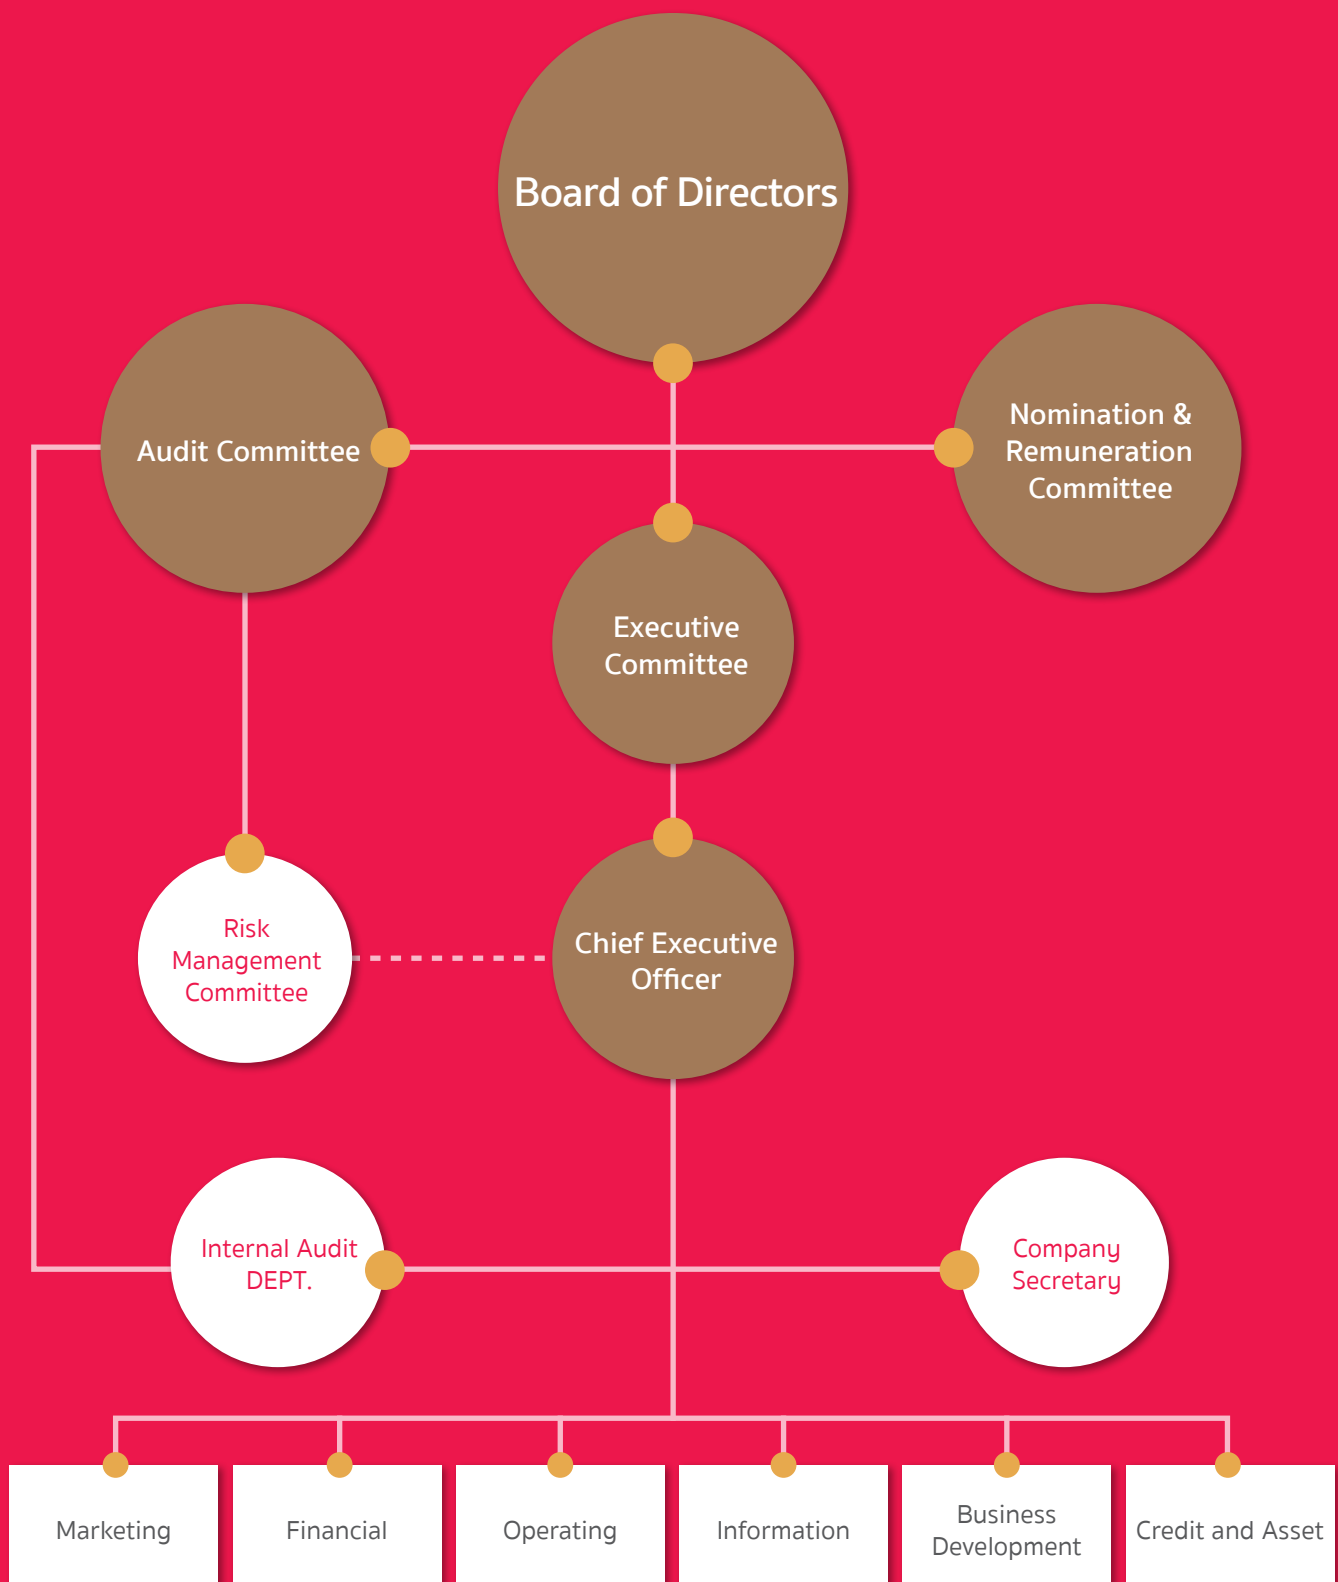 Board of Directors
Audit Committee
Nomination &
Remuneration
Committee
Executive
Committee
Risk
Management
Committee
Chief Executive
Officer
Internal Audit
DEPT.
Company
Secretary
Marketing
Financial
Operating
Information
Business
Development
Credit and Asset